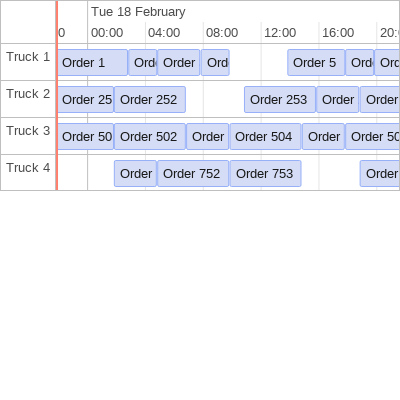 Tue 18 February
0 00:00 04:00 08:00 12:00 16:00 20:
Truck 1 Order 1 Ord Order Ord Order 5 Ord Ord
Truck 2 Order 25 Order 252 Order 253 Order Order
Truck 3 Order 50 Order 502 Order Order 504 Order Order 50
Truck 4 Order Order 752 Order 753 Order